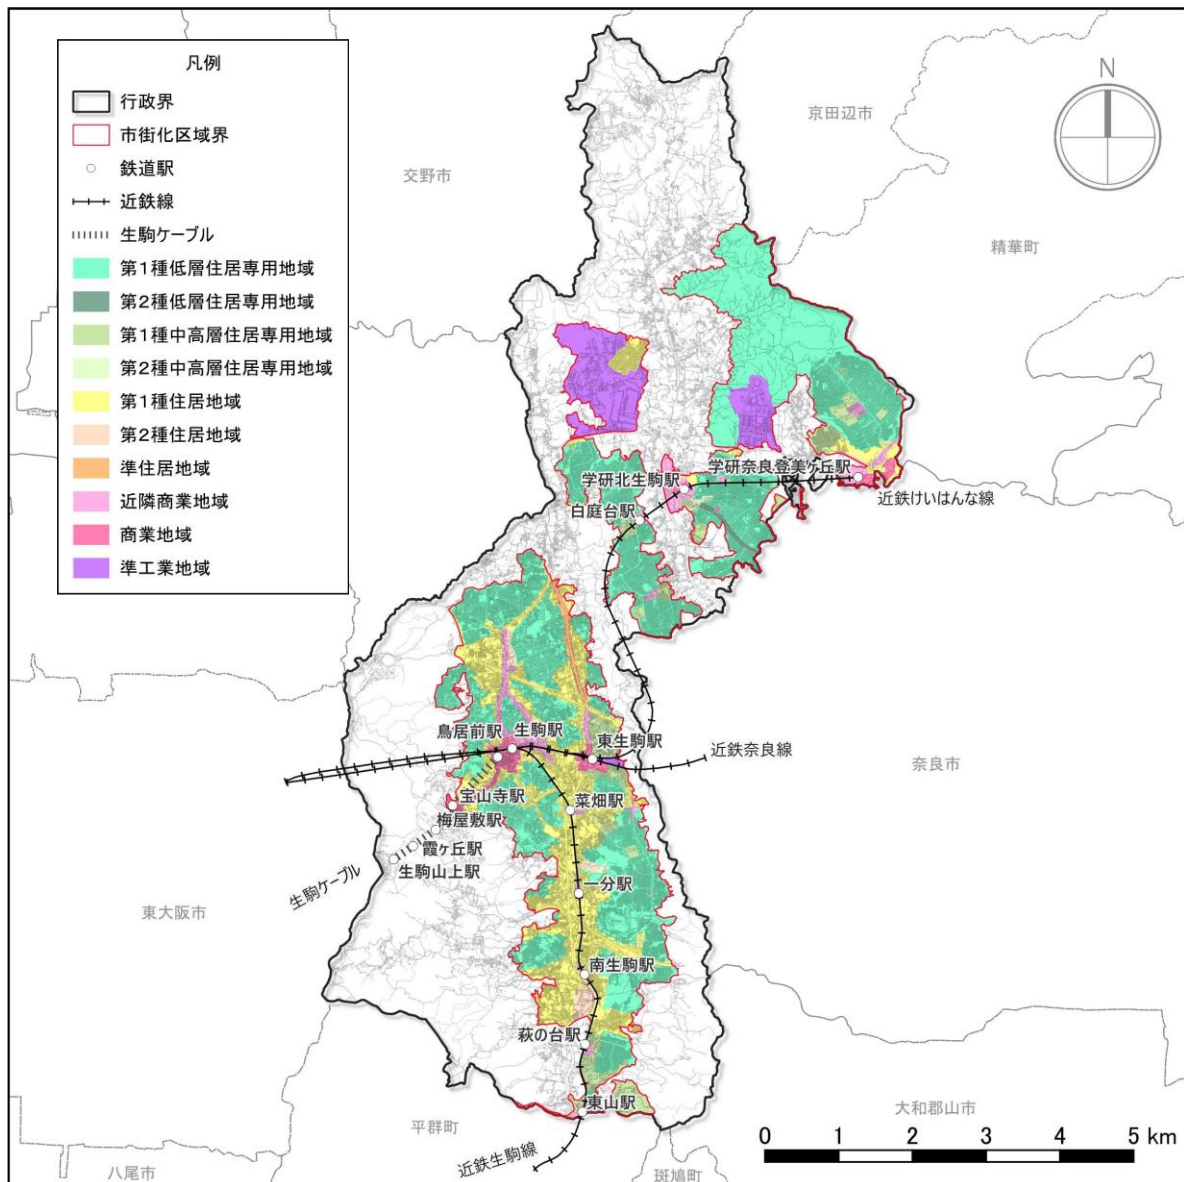 凡例
行政界
市街化区域界
鉄道駅
近鉄線
生駒ケーブル
第1種低層住居専用地域
第2種低層住居専用地域
第1種中高層住居専用地域
第2種中高層住居専用地域
第1種住居地域
第2種住居地域
準住居地域
近隣商業地域
商業地域
準工業地域
N
京田辺市
交野市
精華町
学研奈良登美ケ丘駅
学研北生駒駅
近鉄けいはんな線
白庭台駅
鳥居前駅
生駒駅
東生駒駅
近鉄奈良線
奈良市
宝山寺駅
菜畑駅
梅屋敷駅
霞ヶ丘駅
生駒山上駅
生駒ケーブル
一分駅
東大阪市
南生駒駅
萩の台駅
東山駅
大和郡山市
平群町
近鉄生駒線
八尾市
斑鳩町
0 1 2 3 4 5 km